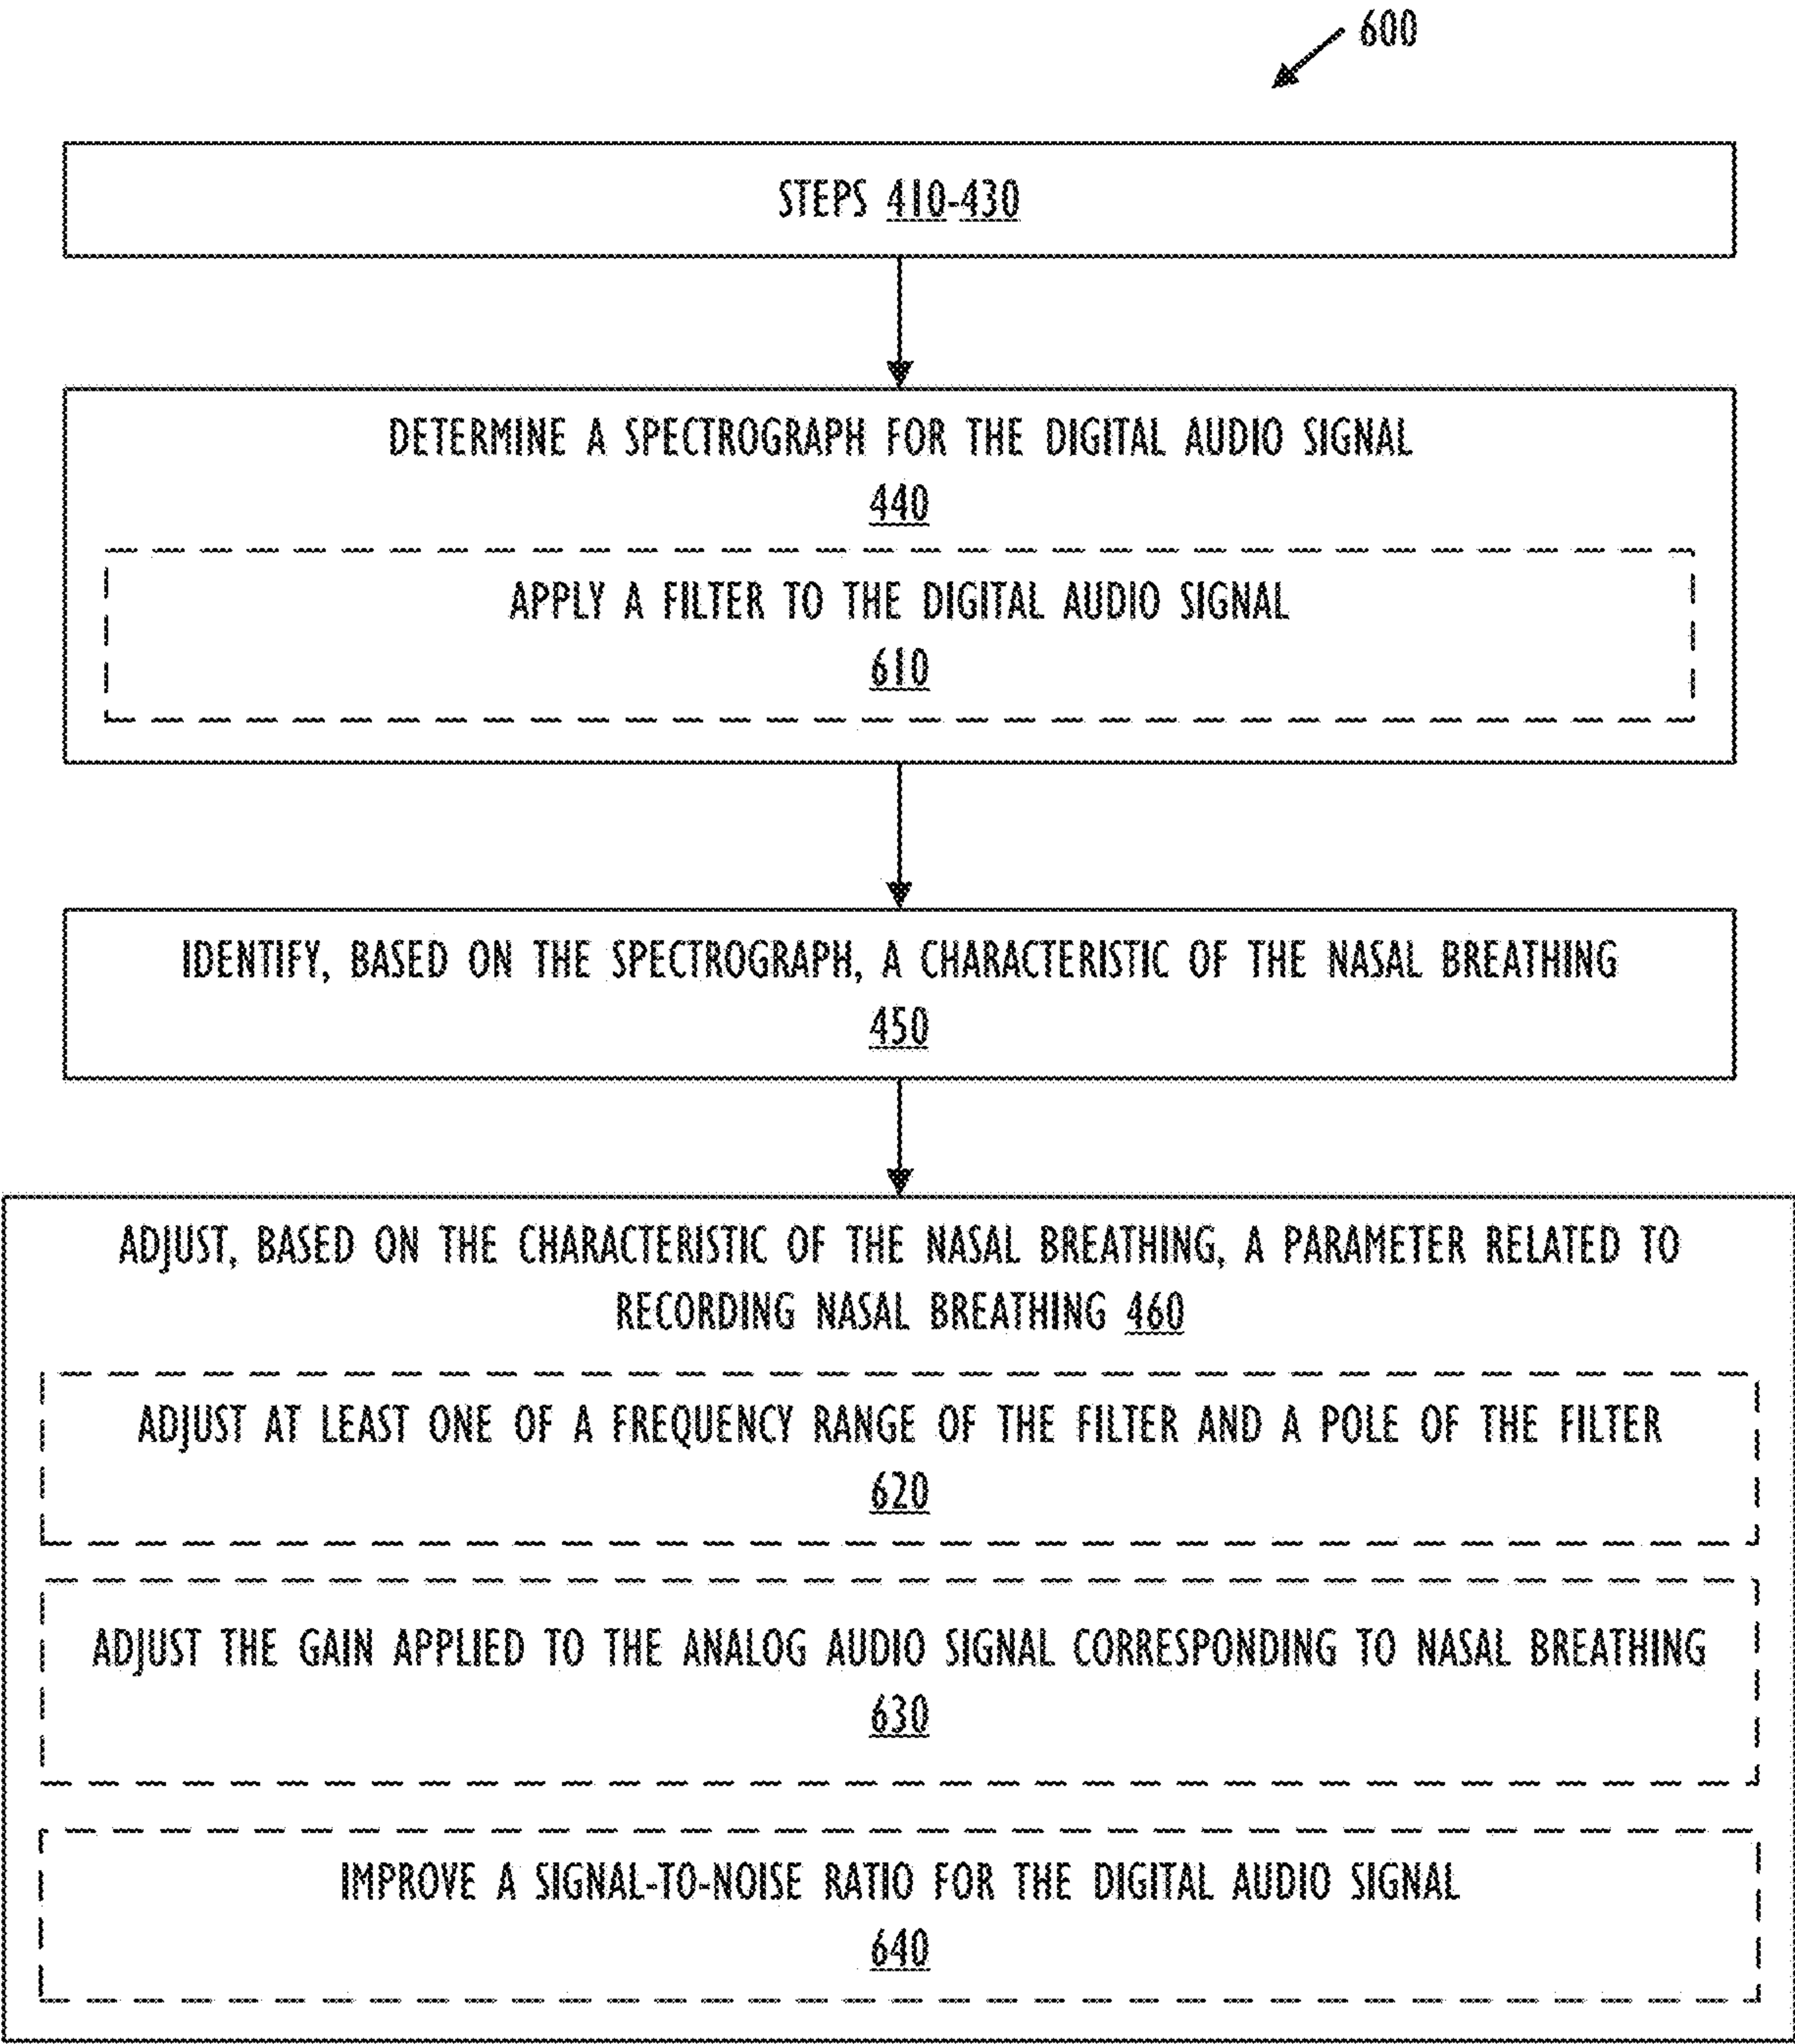 600
STEPS 410-430
DETERMINE A SPECTROGRAPH FOR THE DIGITAL AUDIO SIGNAL
440
APPLY A FILTER TO THE DIGITAL AUDIO SIGNAL
610
IDENTIFY, BASED ON THE SPECTROGRAPH, A CHARACTERISTIC OF THE NASAL BREATHING
450
ADJUST, BASED ON THE CHARACTERISTIC OF THE NASAL BREATHING, A PARAMETER RELATED TO
RECORDING NASAL BREATHING 460
ADJUST AT LEAST ONE OF A FREQUENCY RANGE OF THE FILTER AND A POLE OF THE FILTER
620
ADJUST THE GAIN APPLIED TO THE ANALOG AUDIO SIGNAL CORRESPONDING TO NASAL BREATHING
630
IMPROVE A SIGNAL-TO-NOISE RATIO FOR THE DIGITAL AUDIO SIGNAL
640